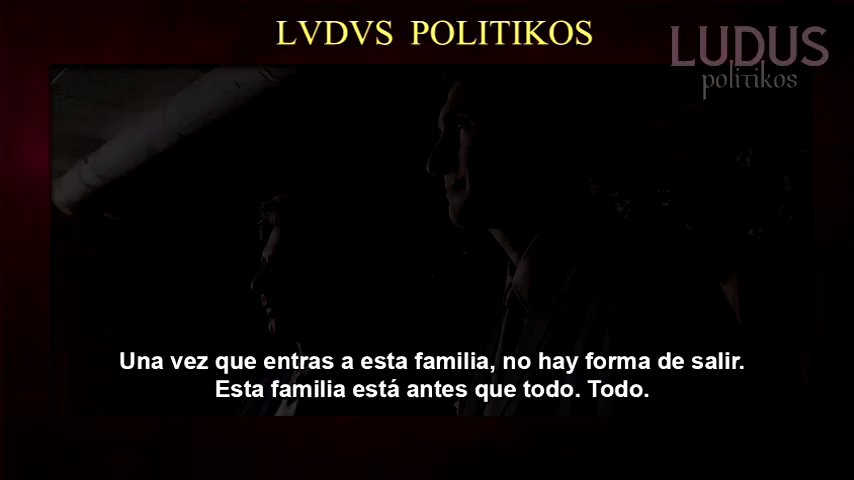 LVDVS POLITIKOS
LUDUS
politikos
Una vez que entras a esta familia, no hay forma de salir.
Esta familia está antes que todo. Todo.